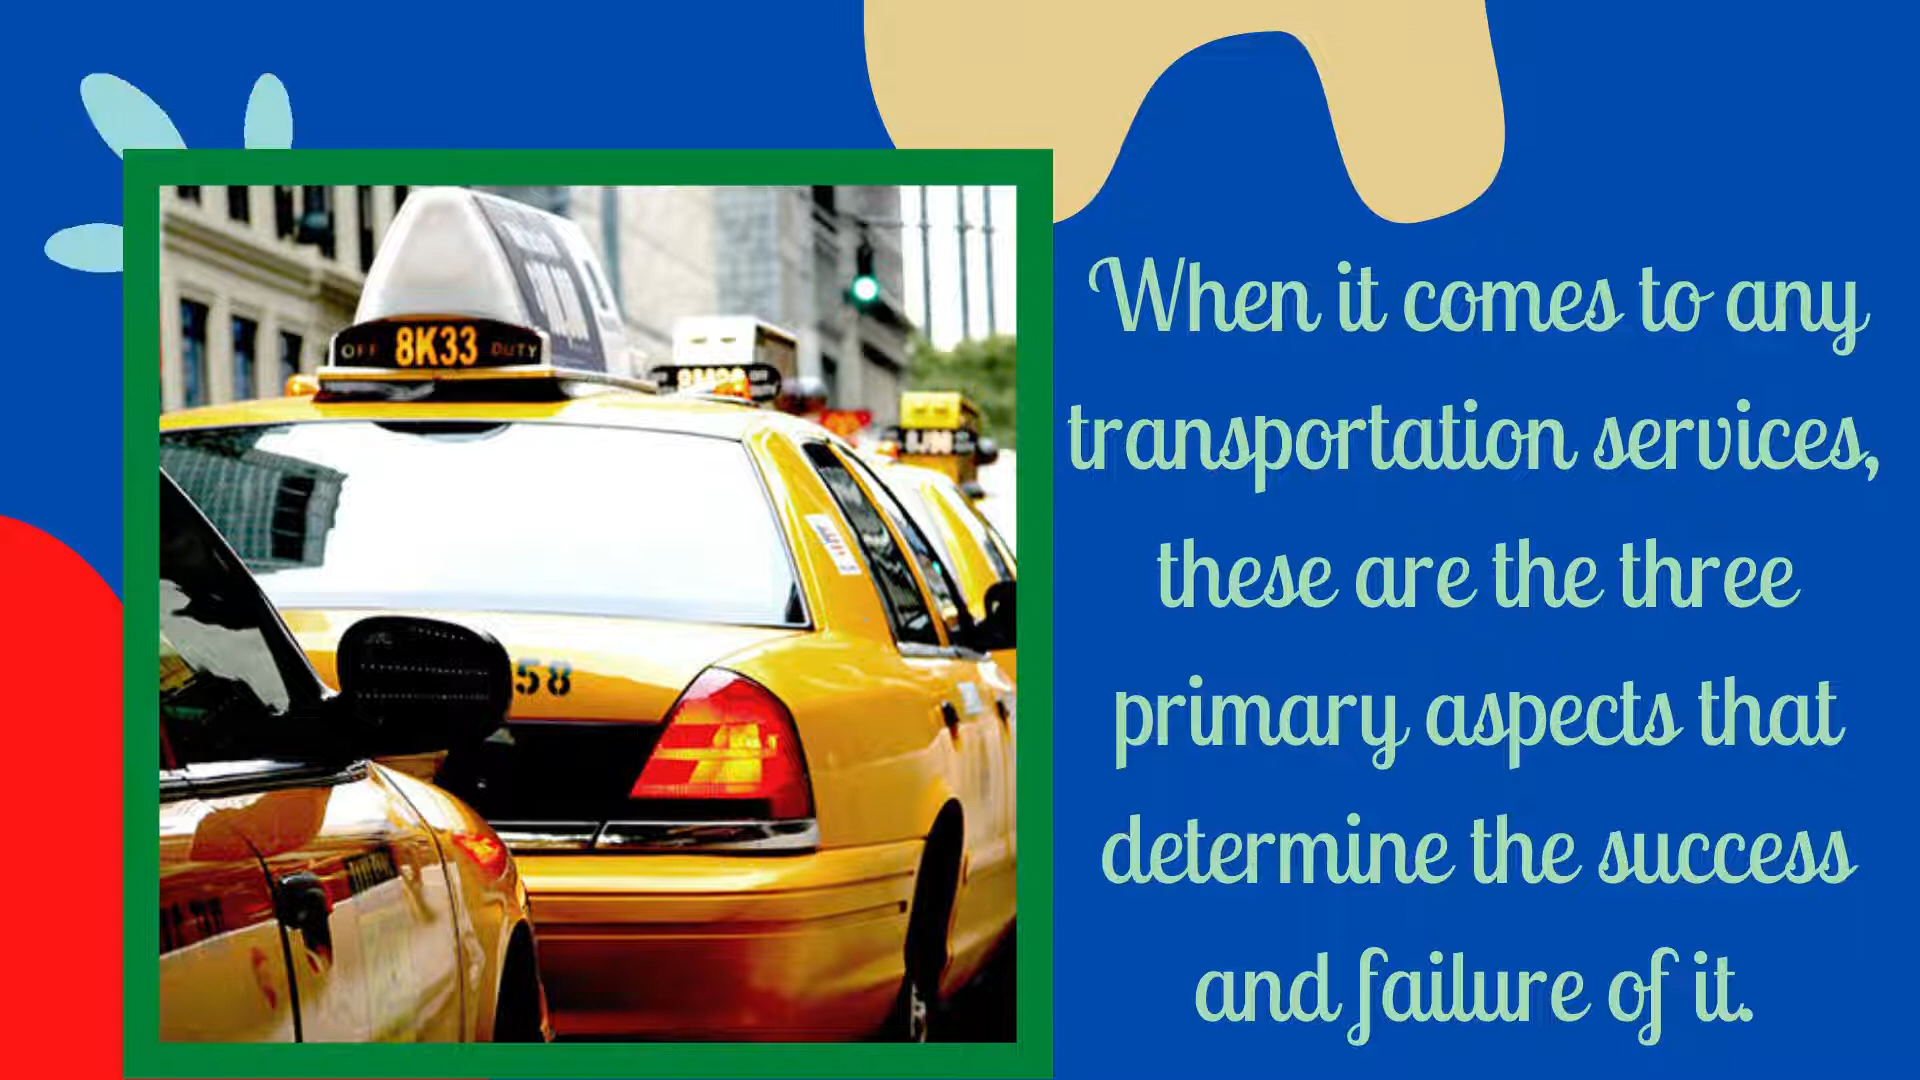 OFF 8K33 DUTY
58
When it comes to any
transportation services,
these are the three
primary aspects that
determine the success
and failure of it.